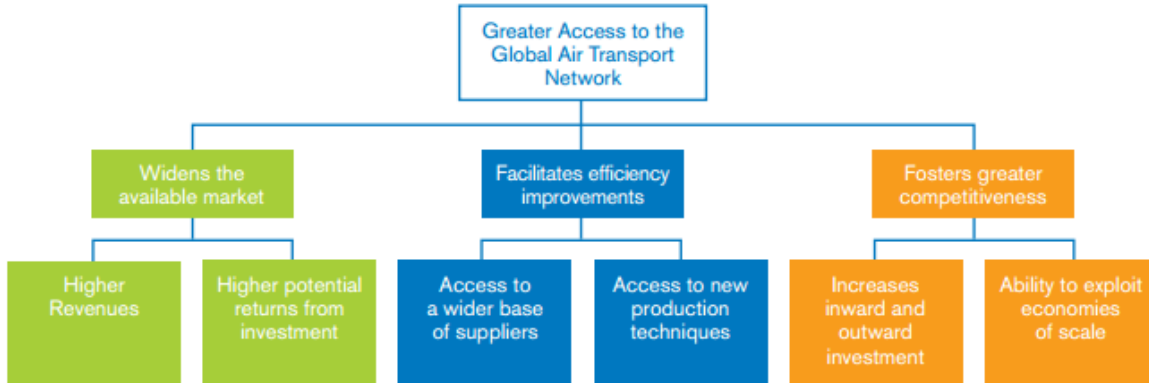 Greater Access to the
Global Air Transport
Network
Widens the
available market
Facilitates efficiency
improvements
Fosters greater
competitiveness
Higher
Revenues
Higher potential
returns from
investment
Access to
a wider base
of suppliers
Access to new
production
techniques
Increases
inward and
outward
investment
Ability to exploit
economies
of scale